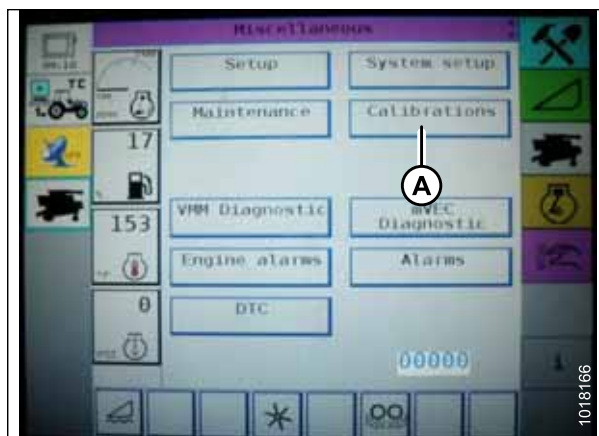 Miscellaneous
Setup
System setup
TC
Maintenance
Calibrations
17
A
VMM Diagnostic
mVEC
Diagnostic
153
Engine alarms
Alarms
0
DTC
00000
1018166